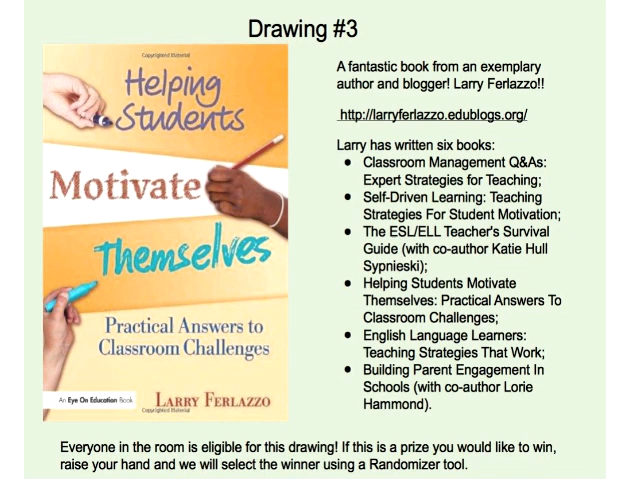 Drawing #3
Copyrighted Material
Helping
Students
Motivate
Themselves
Practical Answers to
Classroom Challenges
An Eye On Education Book
LARRY FERLAZZO
Copyrighted Material
A fantastic book from an exemplary
author and blogger! Larry Ferlazzo!!
http://larryferlazzo.edublogs.org/
Larry has written six books:
● Classroom Management Q&As:
Expert Strategies for Teaching;
● Self-Driven Learning: Teaching
Strategies For Student Motivation;
● The ESL/ELL Teacher's Survival
Guide (with co-author Katie Hull
Sypnieski);
● Helping Students Motivate
Themselves: Practical Answers To
Classroom Challenges;
● English Language Learners:
Teaching Strategies That Work;
● Building Parent Engagement In
Schools (with co-author Lorie
Hammond).
Everyone in the room is eligible for this drawing! If this is a prize you would like to win,
raise your hand and we will select the winner using a Randomizer tool.